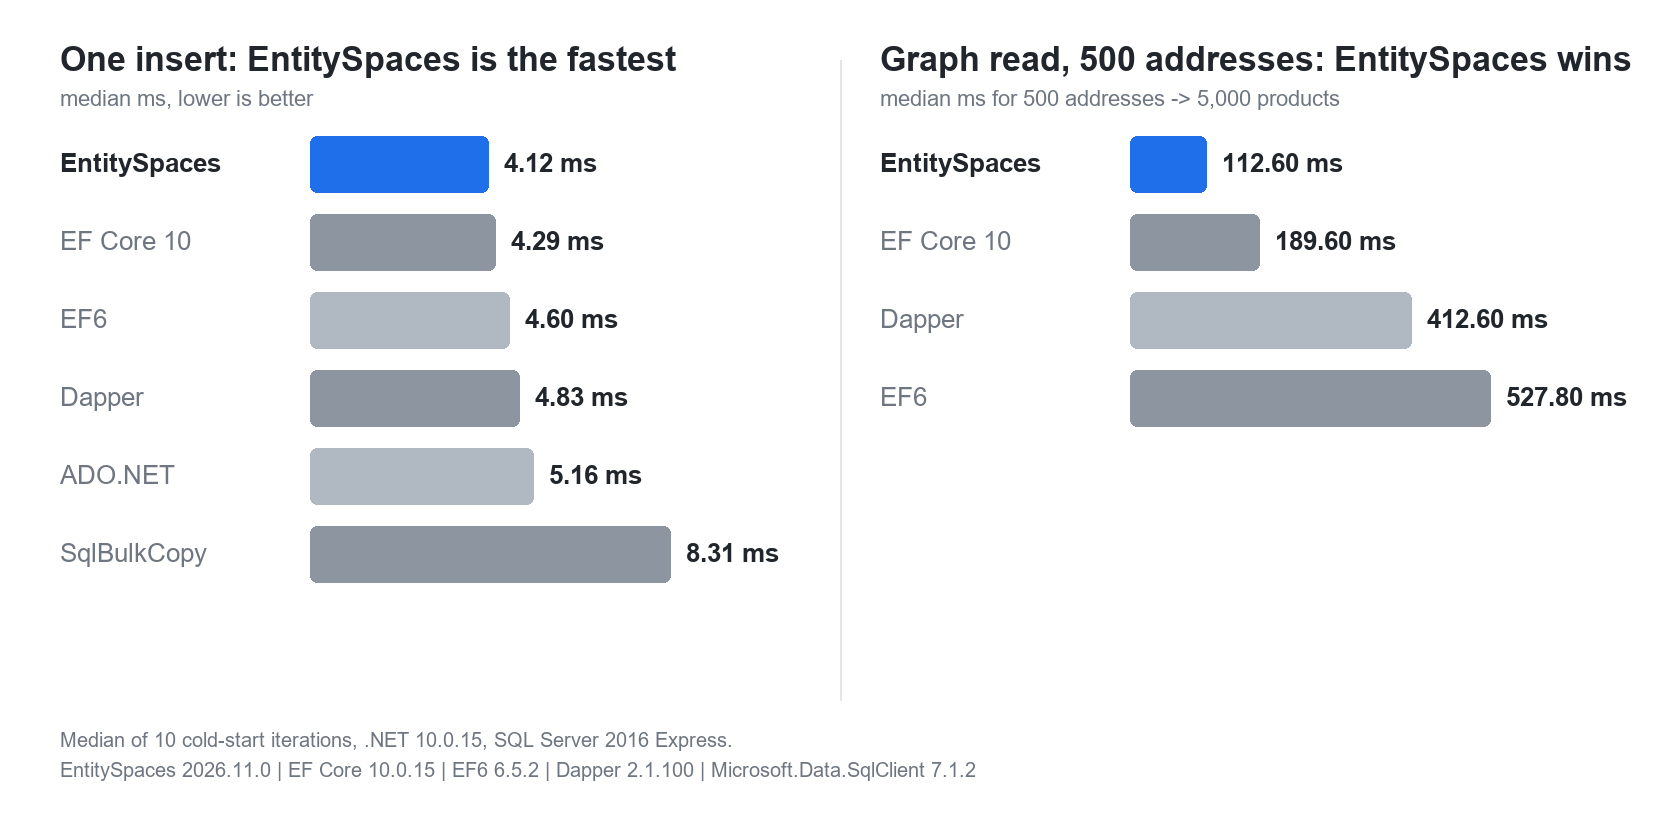 One insert: EntitySpaces is the fastest
median ms, lower is better
EntitySpaces 4.12 ms
EF Core 10 4.29 ms
EF6 4.60 ms
Dapper 4.83 ms
ADO.NET 5.16 ms
SqlBulkCopy 8.31 ms
Graph read, 500 addresses: EntitySpaces wins
median ms for 500 addresses -> 5,000 products
EntitySpaces 112.60 ms
EF Core 10 189.60 ms
Dapper 412.60 ms
EF6 527.80 ms
Median of 10 cold-start iterations, .NET 10.0.15, SQL Server 2016 Express.
EntitySpaces 2026.11.0 | EF Core 10.0.15 | EF6 6.5.2 | Dapper 2.1.100 | Microsoft.Data.SqlClient 7.1.2